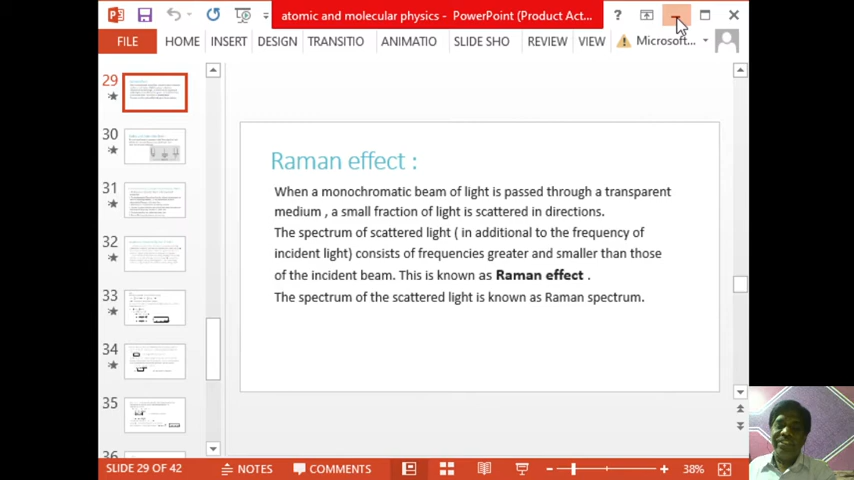 atomic and molecular physics - PowerPoint (Product Act...
?
FILE
HOME
INSERT
DESIGN
TRANSITIO
ANIMATIO
SLIDE SHO
REVIEW
VIEW
Microsoft...
29
30
31
32
33
34
35
36
Raman effect :
When a monochromatic beam of light is passed through a transparent
medium , a small fraction of light is scattered in directions.
The spectrum of scattered light ( in additional to the frequency of
incident light) consists of frequencies greater and smaller than those
of the incident beam. This is known as Raman effect .
The spectrum of the scattered light is known as Raman spectrum.
SLIDE 29 OF 42
NOTES
COMMENTS
38%